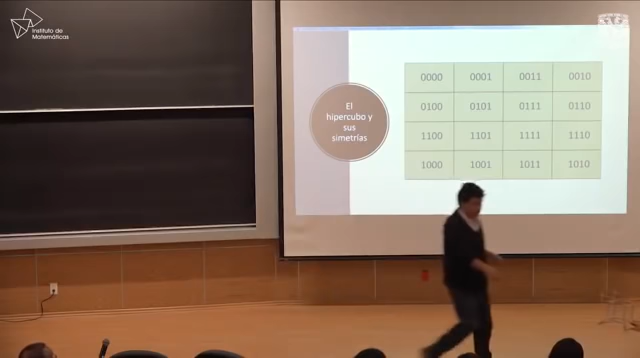 Instituto de
Matemáticas
El
hipercubo y
sus
simetrías
0000 0001 0011 0010
0100 0101 0111 0110
1100 1101 1111 1110
1000 1001 1011 1010